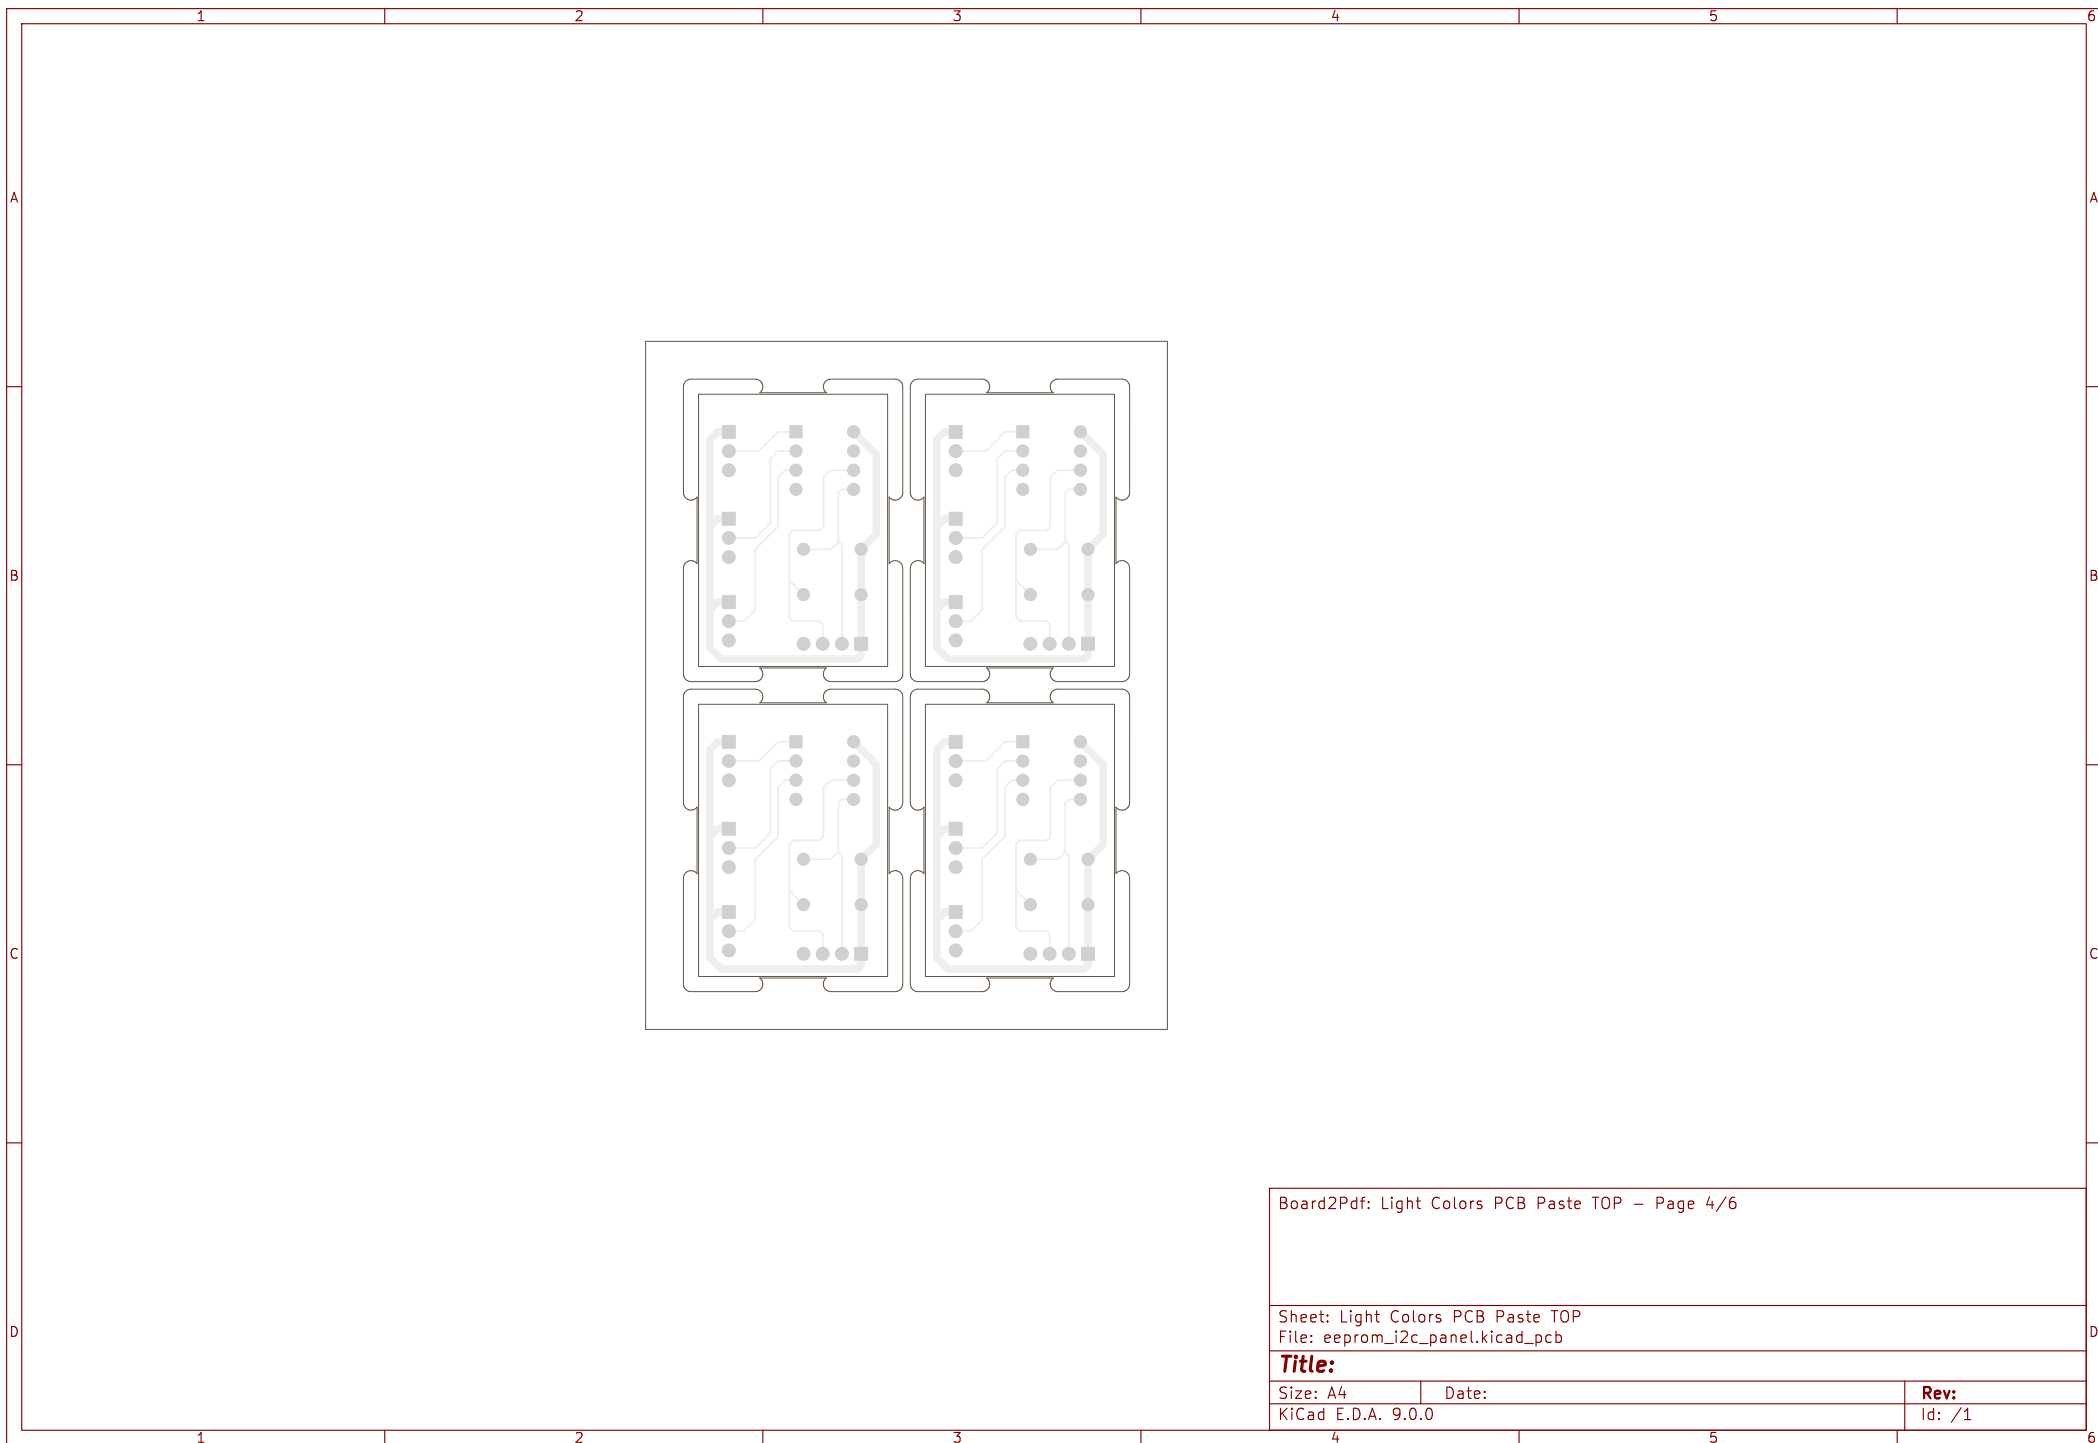 1 2 3 4 5 6
A A
B B
C C
D D
Board2Pdf: Light Colors PCB Paste TOP – Page 4/6
Sheet: Light Colors PCB Paste TOP
File: eeprom_i2c_panel.kicad_pcb
Title:
Size: A4 Date: Rev:
KiCad E.D.A. 9.0.0 Id: /1
1 2 3 4 5 6